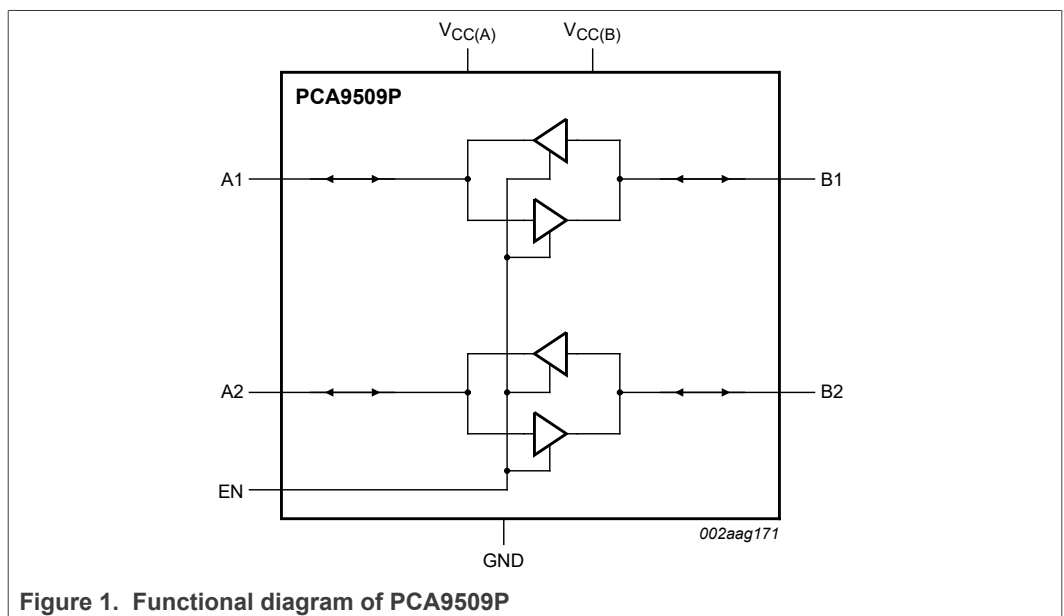 VCC(A) VCC(B)
PCA9509P
A1 B1
A2 B2
EN
002aag171
GND
Figure 1. Functional diagram of PCA9509P